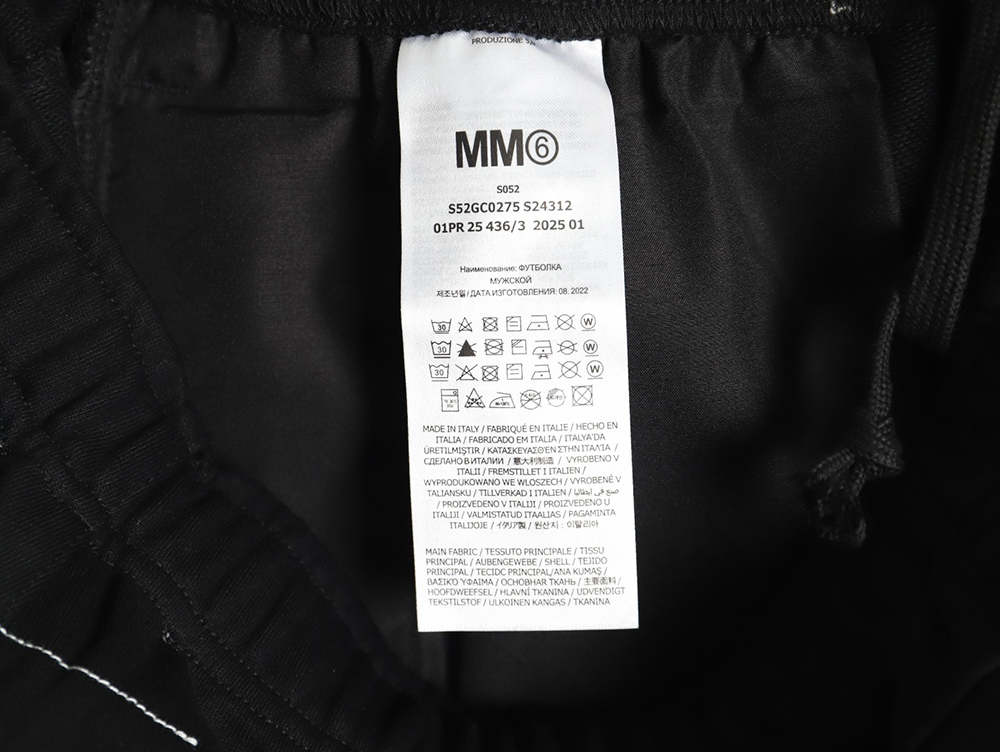 PRODUZIONE
MM⑥
S052
S52GC0275 S24312
01PR 25 436/3 2025 01
Наименование: ФУТБОЛКА
МУЖСКОЙ
제조년월/ДАТА ИЗГОТОВЛЕНИЯ: 08. 2022
30 W
30 W
30 W
MADE IN ITALY / FABRIQUÉ EN ITALIE / HECHO EN
ITALIA / FABRICADO EM ITALIA / ITALYA'DA
ÜRETILMIŞTIR / ΚΑΤΑΣΚΕΥΑΣΘΕΝ ΣΤΗΝ ΙΤΑΛΙΑ /
СДЕЛАНО В ИТАЛИИ / 意大利制造 / VYROBENO V
ITALII / FREMSTILLET I ITALIEN /
WYPRODUKOWANO WE WLOSZECH / VYROBENÉ V
TALIANSKU / TILLVERKAD I ITALIEN / صنع في ايطاليا
/ PROIZVEDENO V ITALIJI / PROIZVEDENO U
ITALIJI / VALMISTATUD ITAALIAS / PAGAMINTA
ITALIJOJE / イタリア製 / 원산지 : 이탈리아
MAIN FABRIC / TESSUTO PRINCIPALE / TISSU
PRINCIPAL / AUBENGEWEBE / SHELL / TEJIDO
PRINCIPAL / TECIDC PRINCIPAL/ANA KUMAŞ /
ΒΑΣΙΚΌ ΎΦΑΙΜΑ / ОСНОВНАЯ ТКАНЬ / 主要面料 /
HOOFDWEEFSEL / HLAVNÍ TKANINA / UDVENDIGT
TEKSTILSTOF / ULKOINEN KANGAS / TKANINA